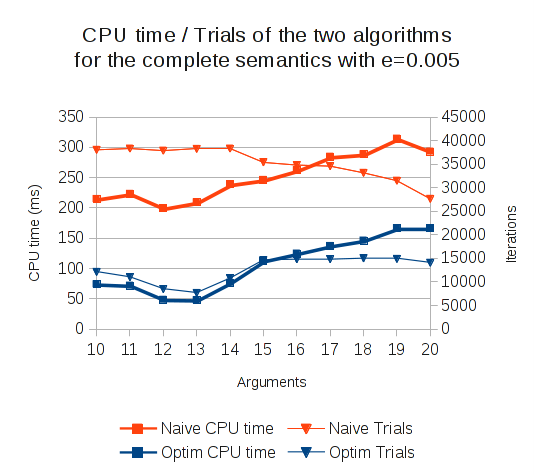 CPU time / Trials of the two algorithms
for the complete semantics with e=0.005
350
300
250
200
150
100
50
0
CPU time (ms)
45000
40000
35000
30000
25000
20000
15000
10000
5000
0
Iterations
10 11 12 13 14 15 16 17 18 19 20
Arguments
Naive CPU time Naive Trials
Optim CPU time Optim Trials